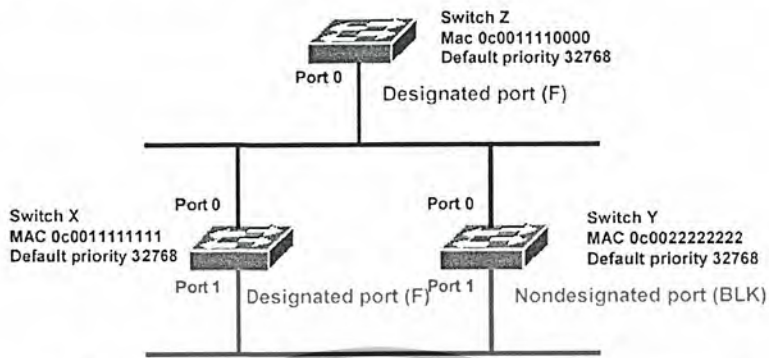 Switch Z
Mac 0c0011110000
Default priority 32768
Port 0
Designated port (F)
Port 0
Port 0
Switch X
MAC 0c0011111111
Default priority 32768
Switch Y
MAC 0c0022222222
Default priority 32768
Port 1
Designated port (F)
Port 1
Nondesignated port (BLK)